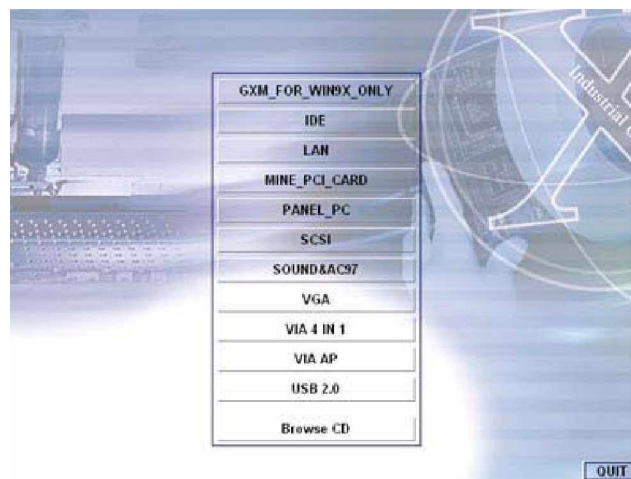 GXM_FOR_WIN9X_ONLY
IDE
LAN
MINE_PCI_CARD
PANEL_PC
SCSI
SOUND&AC97
VGA
VIA 4 IN 1
VIA AP
USB 2.0
Browse CD
Industrial
QUIT